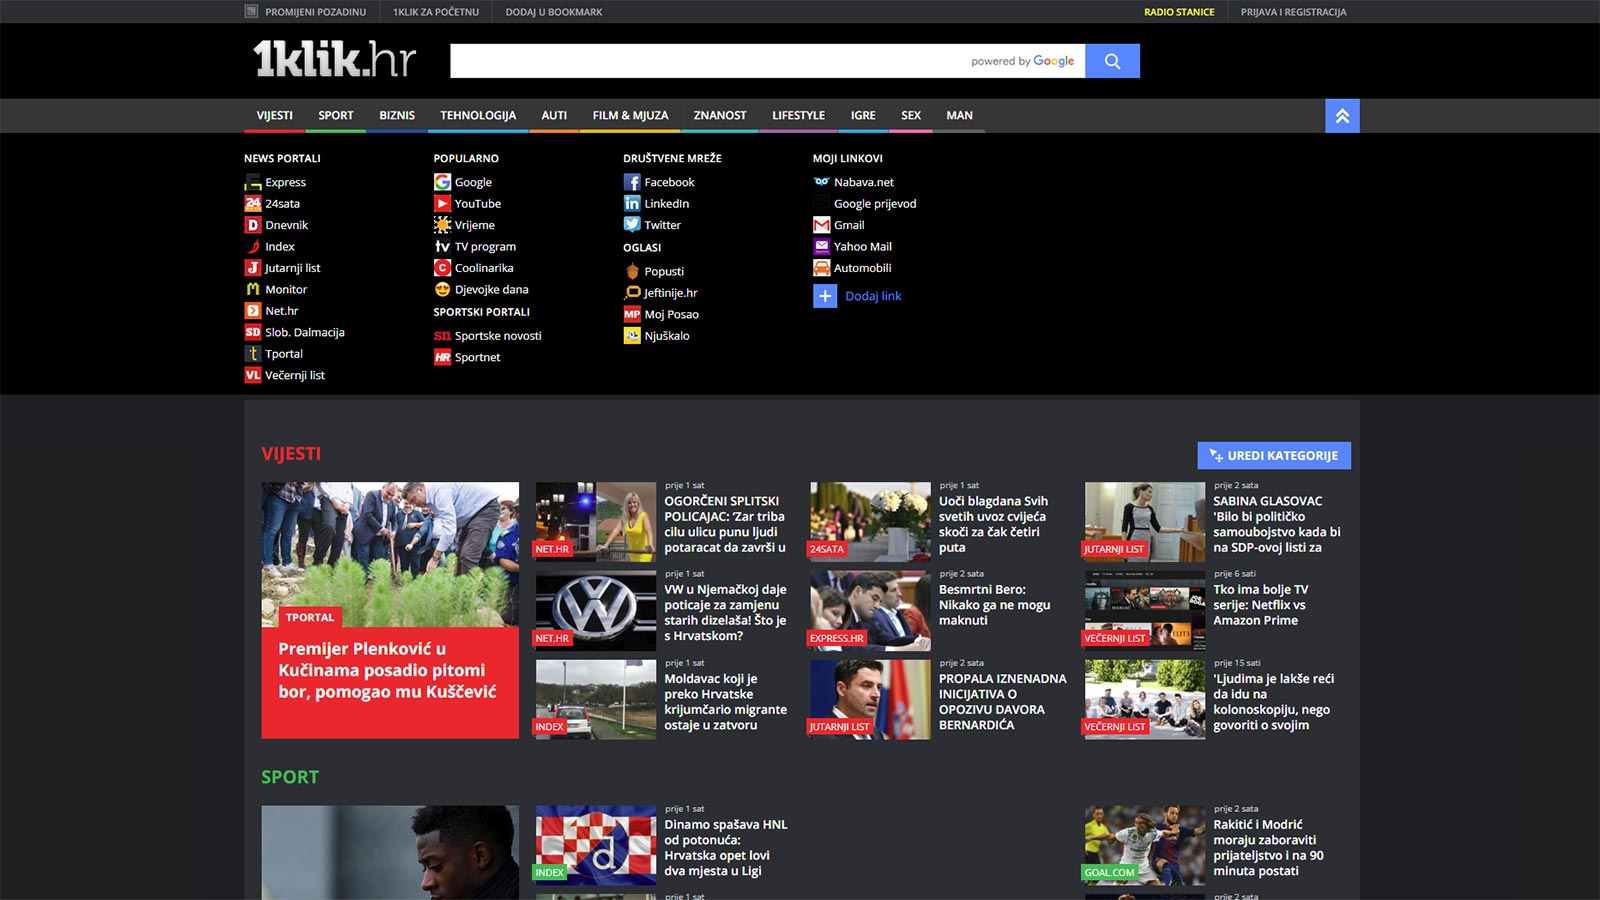 PROMIJENI POZADINU
1KLIK ZA POČETNU
DODAJ U BOOKMARK
RADIO STANICE
PRIJAVA I REGISTRACIJA
1klik.hr
powered by Google
VIJESTI
SPORT
BIZNIS
TEHNOLOGIJA
AUTI
FILM & MJUZA
ZNANOST
LIFESTYLE
IGRE
SEX
MAN
NEWS PORTALI
Express
24 24sata
D Dnevnik
Index
J Jutarnji list
Monitor
Net.hr
SD Slob. Dalmacija
t Tportal
VL Večernji list
POPULARNO
G Google
YouTube
Vrijeme
tv TV program
C Coolinarika
Djevojke dana
SPORTSKI PORTALI
sn Sportske novosti
HR Sportnet
DRUŠTVENE MREŽE
f Facebook
in LinkedIn
Twitter
OGLASI
Popusti
Jeftinije.hr
MP Moj Posao
Njuškalo
MOJI LINKOVI
Nabava.net
Google prijevod
Gmail
Yahoo Mail
Automobili
Dodaj link
VIJESTI
UREDI KATEGORIJE
TPORTAL
Premijer Plenković u
Kučinama posadio pitomi
bor, pomogao mu Kuščević
NET.HR
prije 1 sat
OGORČENI SPLITSKI
POLICAJAC: 'Zar triba
cilu ulicu punu ljudi
potaracat da završi u
24SATA
prije 1 sat
Uoči blagdana Svih
svetih uvoz cvijeća
skoči za čak četiri
puta
JUTARNJI LIST
prije 2 sata
SABINA GLASOVAC
'Bilo bi političko
samoubojstvo kada bi
na SDP-ovoj listi za
NET.HR
prije 1 sat
VW u Njemačkoj daje
poticaje za zamjenu
starih dizelaša! Što je
s Hrvatskom?
EXPRESS.HR
prije 2 sata
Besmrtni Bero:
Nikako ga ne mogu
maknuti
VEČERNJI LIST
prije 6 sati
Tko ima bolje TV
serije: Netflix vs
Amazon Prime
INDEX
prije 1 sat
Moldavac koji je
preko Hrvatske
krijumčario migrante
ostaje u zatvoru
JUTARNJI LIST
prije 2 sata
PROPALA IZNENADNA
INICIJATIVA O
OPOZIVU DAVORA
BERNARDIĆA
VEČERNJI LIST
prije 15 sati
'Ljudima je lakše reći
da idu na
kolonoskopiju, nego
govoriti o svojim
SPORT
INDEX
prije 1 sat
Dinamo spašava HNL
od potonuća:
Hrvatska opet lovi
dva mjesta u Ligi
GOAL.COM
prije 2 sata
Rakitić i Modrić
moraju zaboraviti
prijateljstvo i na 90
minuta postati
prije 1 sat
prije 2 sata